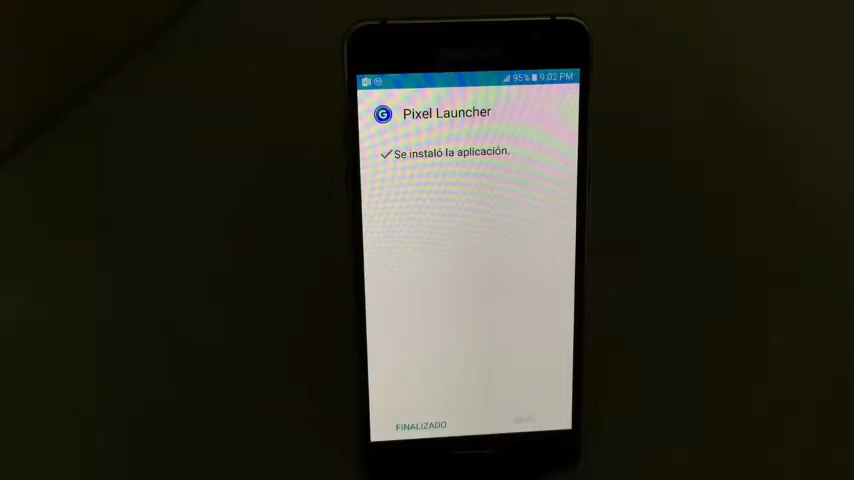 95% 9:02 PM
G Pixel Launcher
Se instaló la aplicación.
FINALIZADO